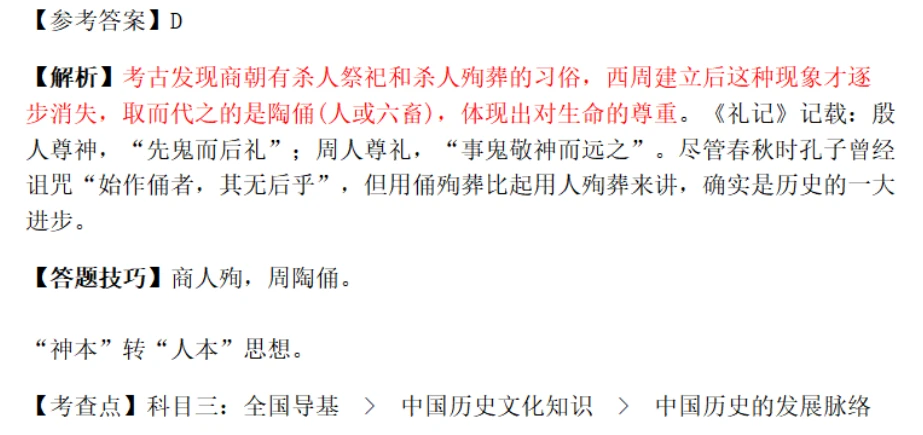 【参考答案】D
【解析】考古发现商朝有杀人祭祀和杀人殉葬的习俗，西周建立后这种现象才逐
步消失，取而代之的是陶俑(人或六畜)，体现出对生命的尊重。《礼记》记载：殷
人尊神，“先鬼而后礼”；周人尊礼，“事鬼敬神而远之”。尽管春秋时孔子曾经
诅咒“始作俑者，其无后乎”，但用俑殉葬比起用人殉葬来讲，确实是历史的一大
进步。
【答题技巧】商人殉，周陶俑。
“神本”转“人本”思想。
【考查点】科目三：全国导基 > 中国历史文化知识 > 中国历史的发展脉络